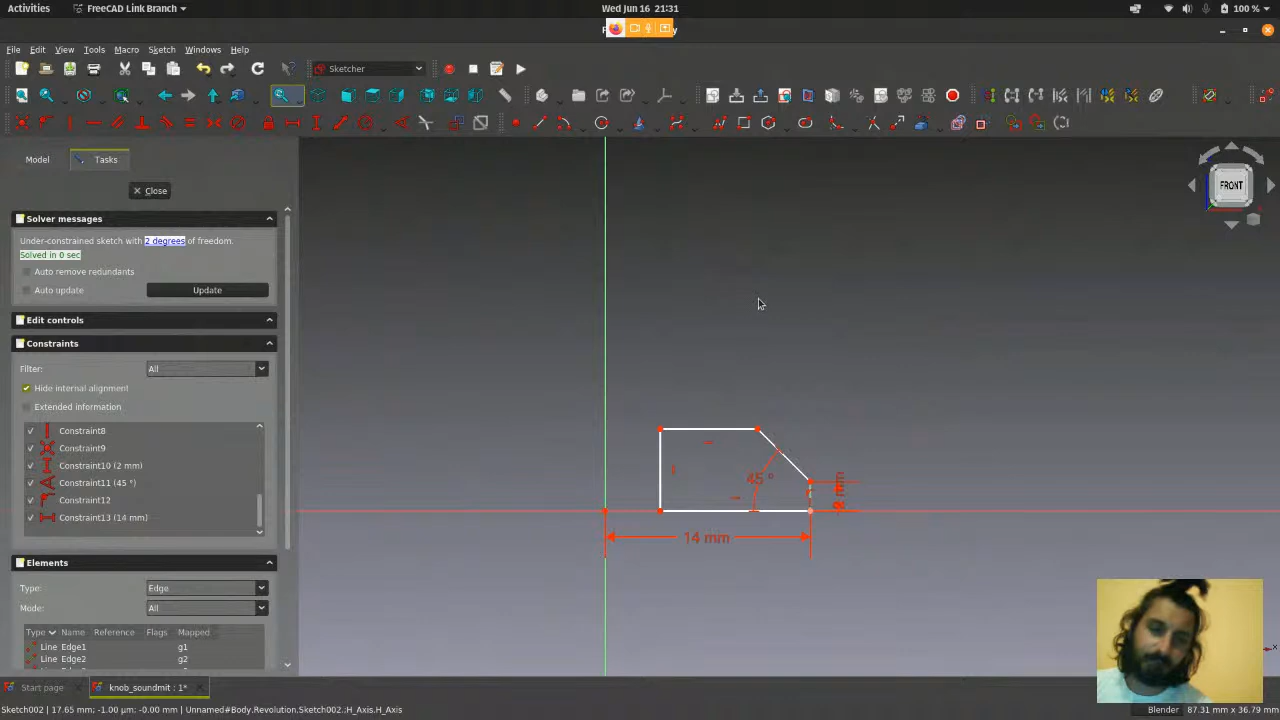 Activities
FreeCAD Link Branch
Wed Jun 16 21:31
100 %
File Edit View Tools Macro Sketch Windows Help
Sketcher
Model
Tasks
Close
Solver messages
Under-constrained sketch with 2 degrees of freedom.
Solved in 0 sec
Auto remove redundants
Auto update
Update
Edit controls
Constraints
Filter:
All
Hide internal alignment
Extended information
Constraint8
Constraint9
Constraint10 (2 mm)
Constraint11 (45 °)
Constraint12
Constraint13 (14 mm)
Elements
Type:
Edge
Mode:
All
Type Name Reference Flags Mapped
Line Edge1 g1
Line Edge2 g2
FRONT
45 °
2 mm
14 mm
Start page
knob_soundmit : 1*
Sketch002 | 17.65 mm; -1.00 µm; -0.00 mm | Unnamed#Body.Revolution.Sketch002.;H_Axis.H_Axis
Blender
87.31 mm x 36.79 mm